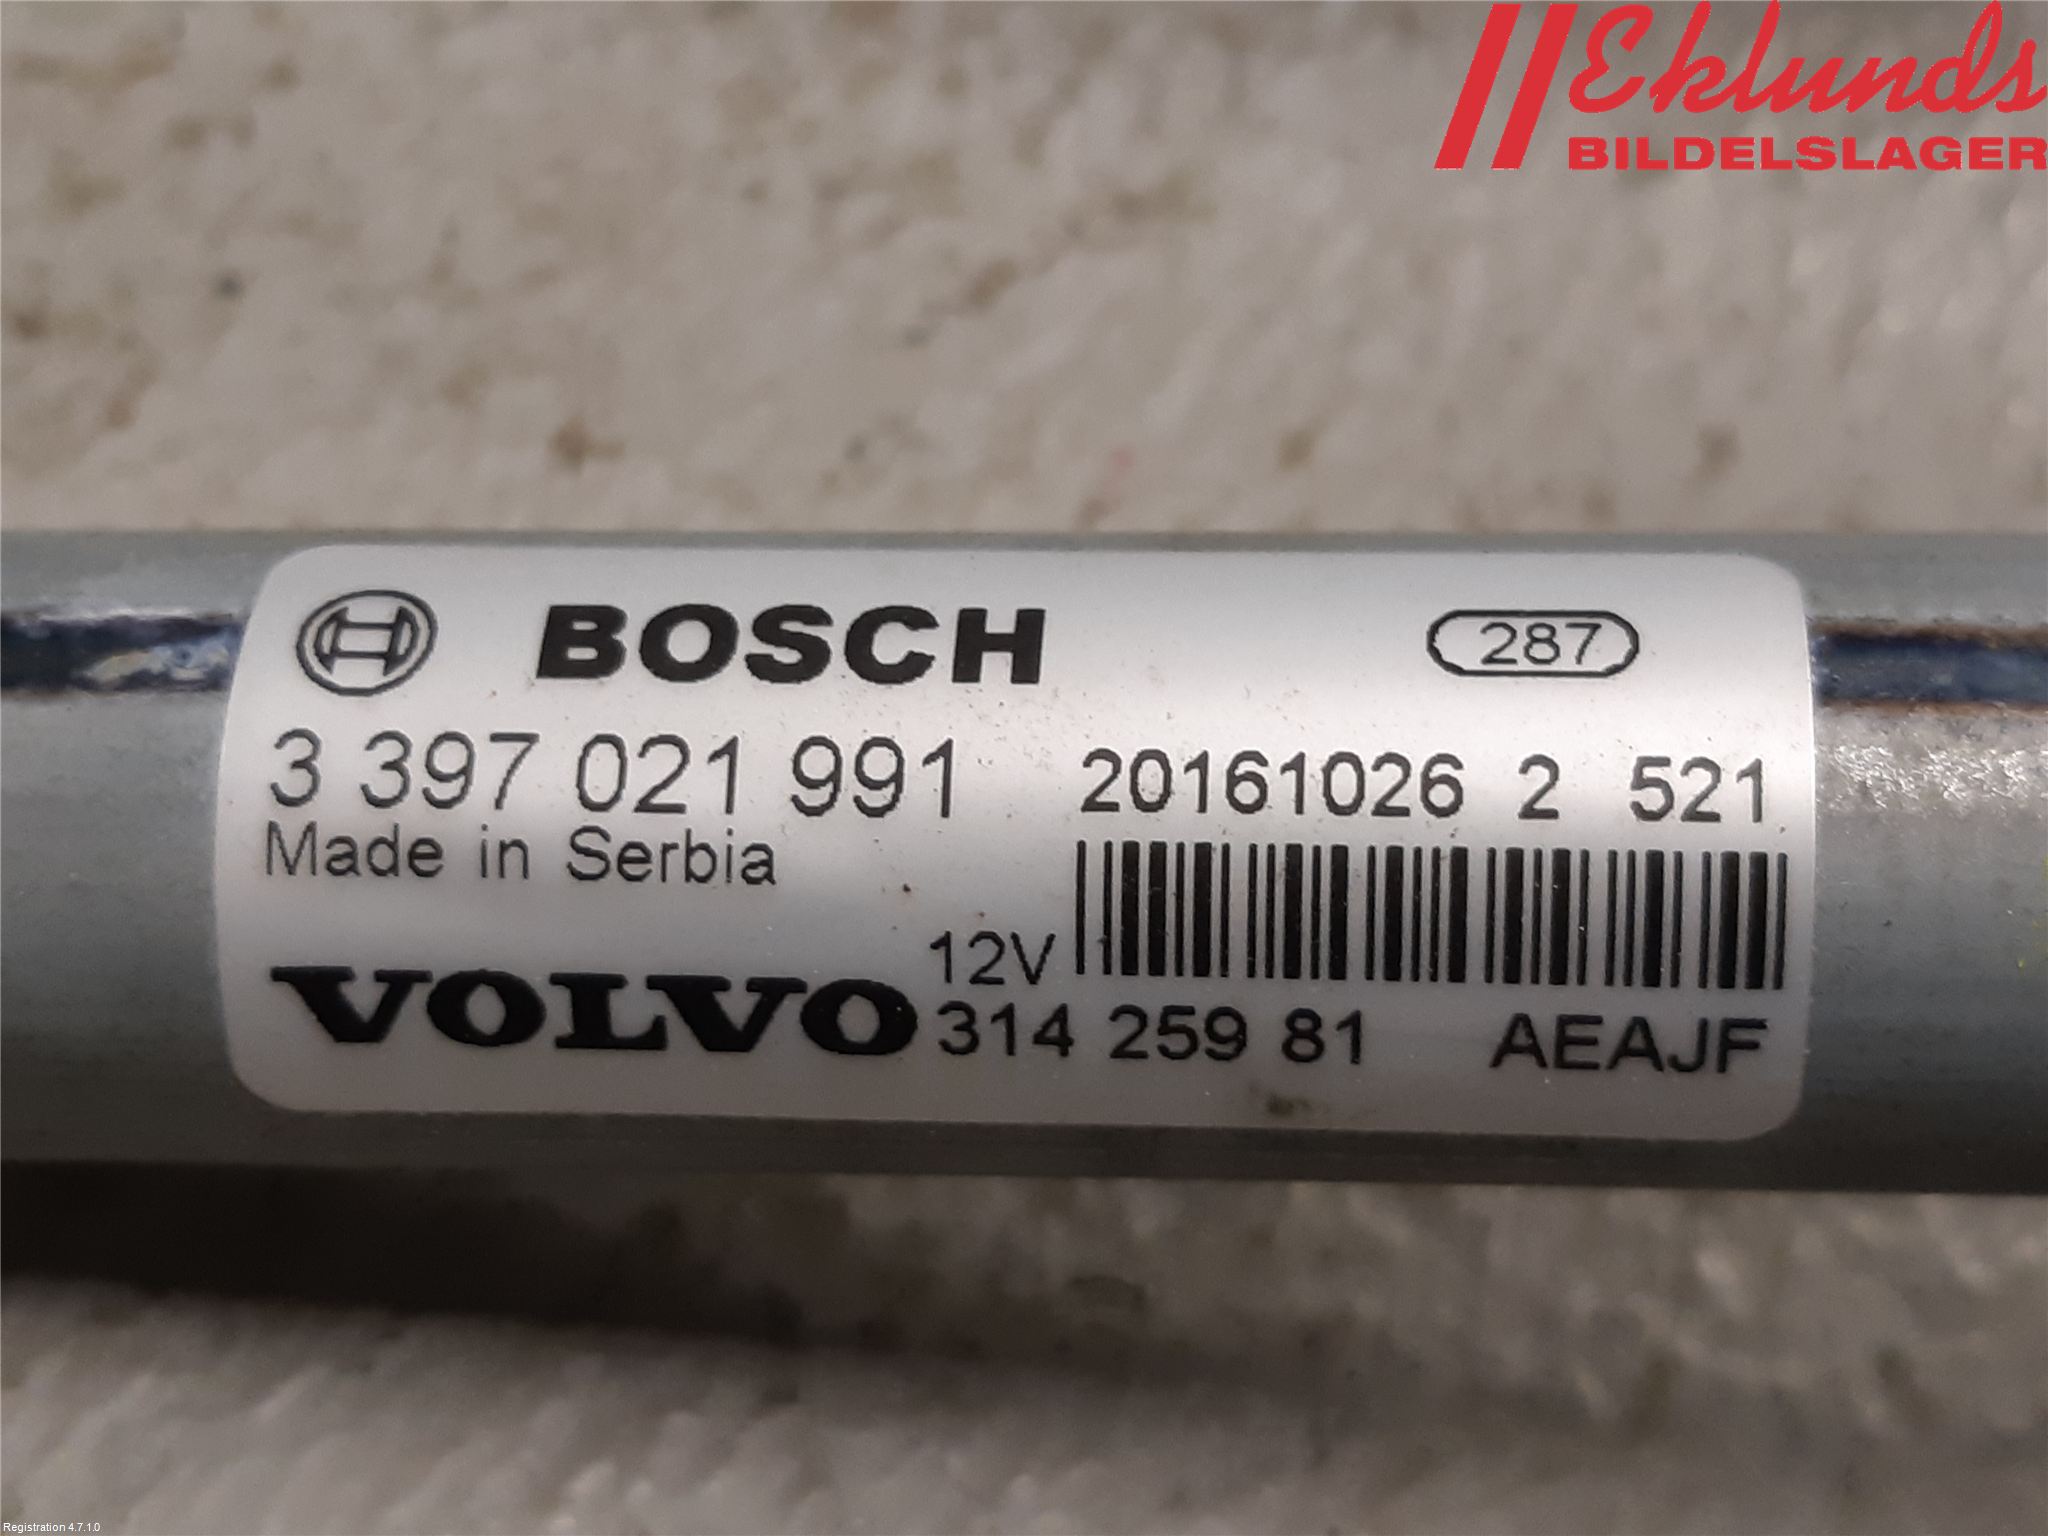 Eklunds
BILDELSLAGER
BOSCH 287
3 397 021 991 20161026 2 521
Made in Serbia
12V
VOLVO 314 259 81 AEAJF
Registration 4.7.1.0